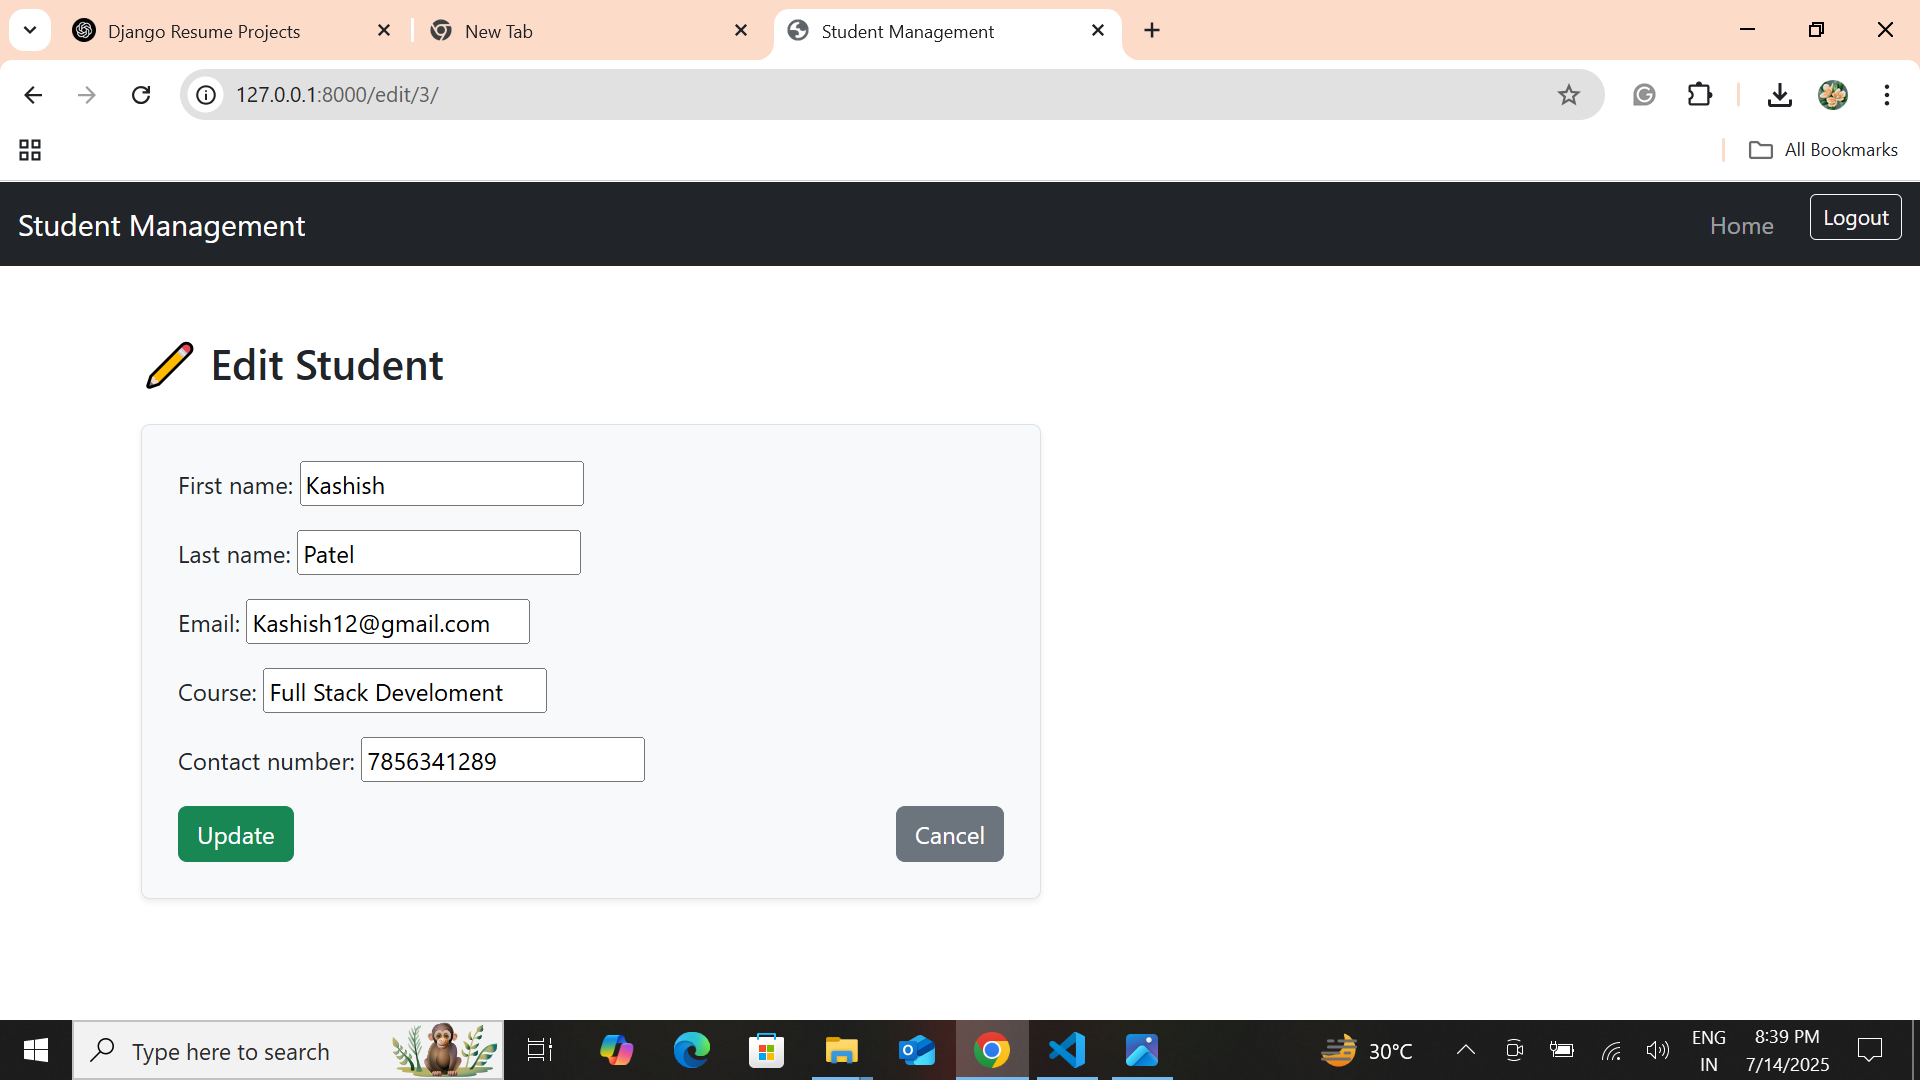 Django Resume Projects
New Tab
Student Management
127.0.0.1:8000/edit/3/
All Bookmarks
Student Management
Home
Logout
Edit Student
First name: Kashish
Last name: Patel
Email: Kashish12@gmail.com
Course: Full Stack Develoment
Contact number: 7856341289
Update
Cancel
Type here to search
30°C
ENG
IN
8:39 PM
7/14/2025